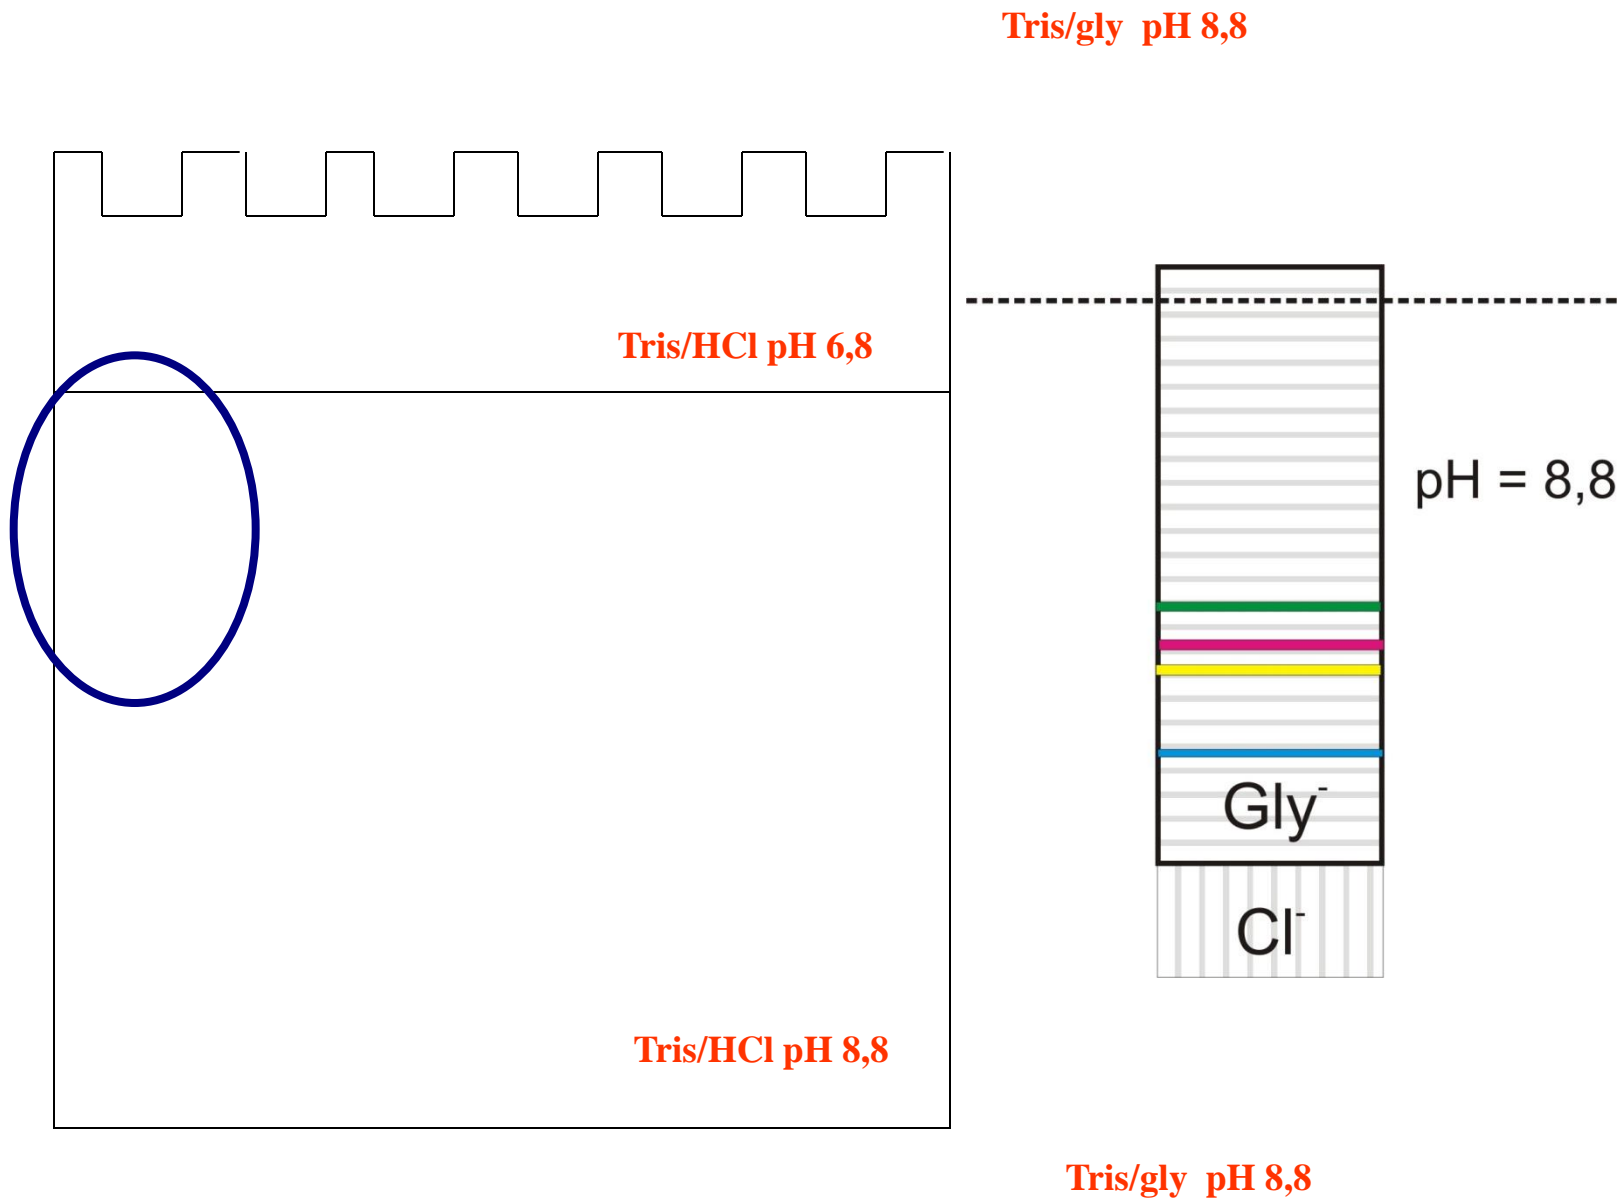 Tris/gly pH 8,8
Tris/HCl pH 6,8
pH = 8,8
Gly-
Cl-
Tris/HCl pH 8,8
Tris/gly pH 8,8